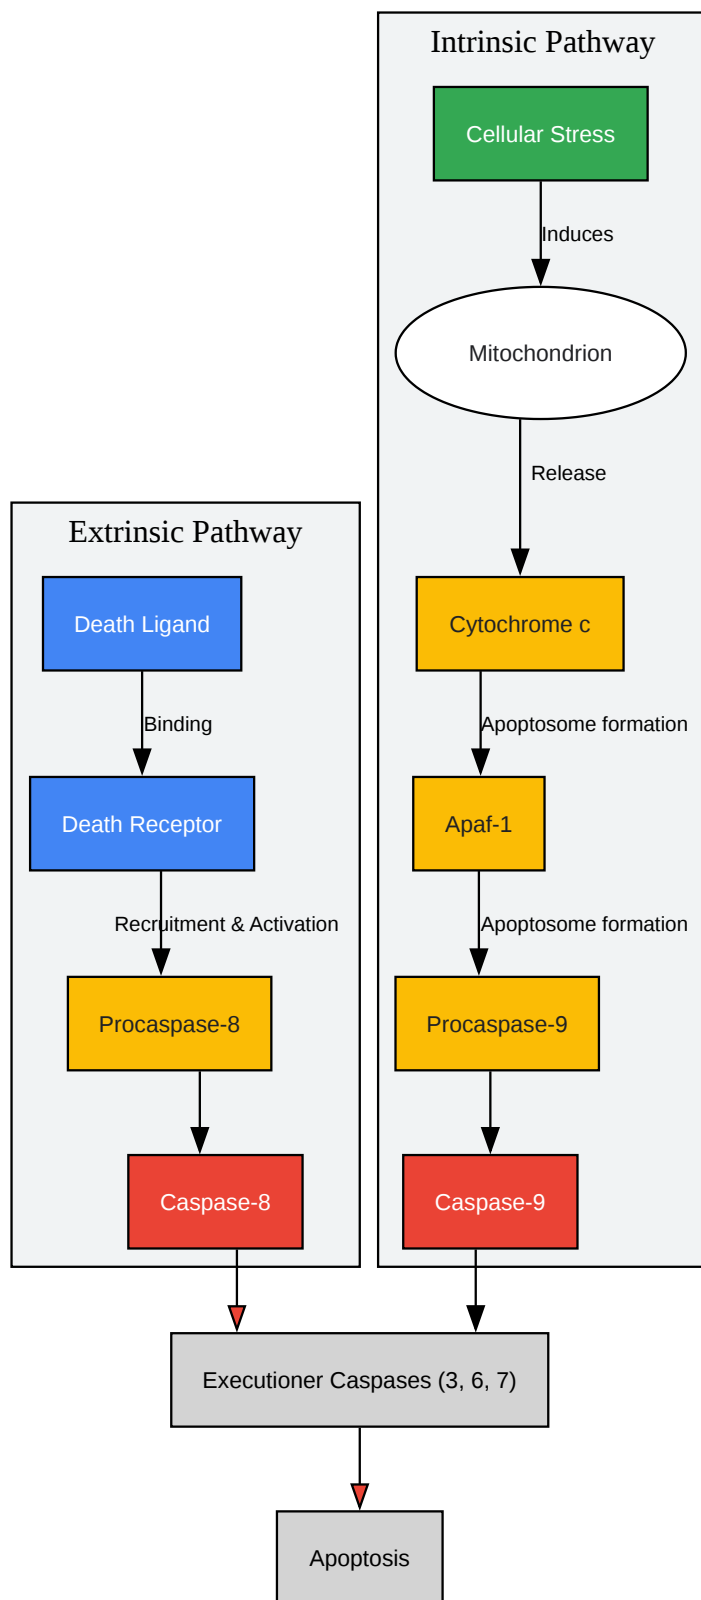 Intrinsic Pathway
Cellular Stress
Induces
Mitochondrion
Release
Cytochrome c
Apoptosome formation
Apaf-1
Apoptosome formation
Procaspase-9
Caspase-9
Extrinsic Pathway
Death Ligand
Binding
Death Receptor
Recruitment & Activation
Procaspase-8
Caspase-8
Executioner Caspases (3, 6, 7)
Apoptosis